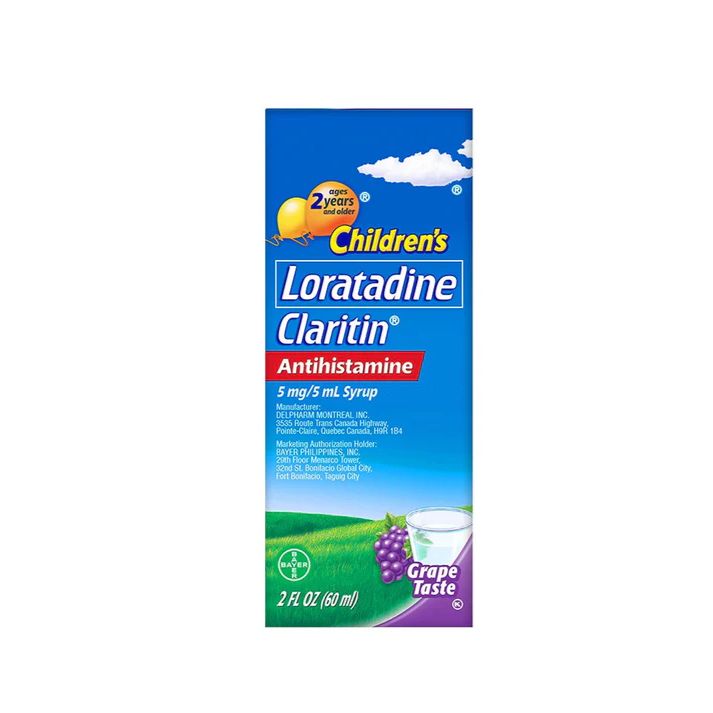 ages
2 years
and older
®
®
Children's
Loratadine
Claritin®
Antihistamine
5 mg/5 mL Syrup
Manufacturer:
DELPHARM MONTREAL INC.
3535 Route Trans Canada Highway,
Pointe-Claire, Quebec Canada, H9R 1B4
Marketing Authorization Holder:
BAYER PHILIPPINES, INC.
29th Floor Menarco Tower,
32nd St. Bonifacio Global City,
Fort Bonifacio, Taguig City
BAYER
BAYER
Grape
Taste
K
2 FL OZ (60 ml)